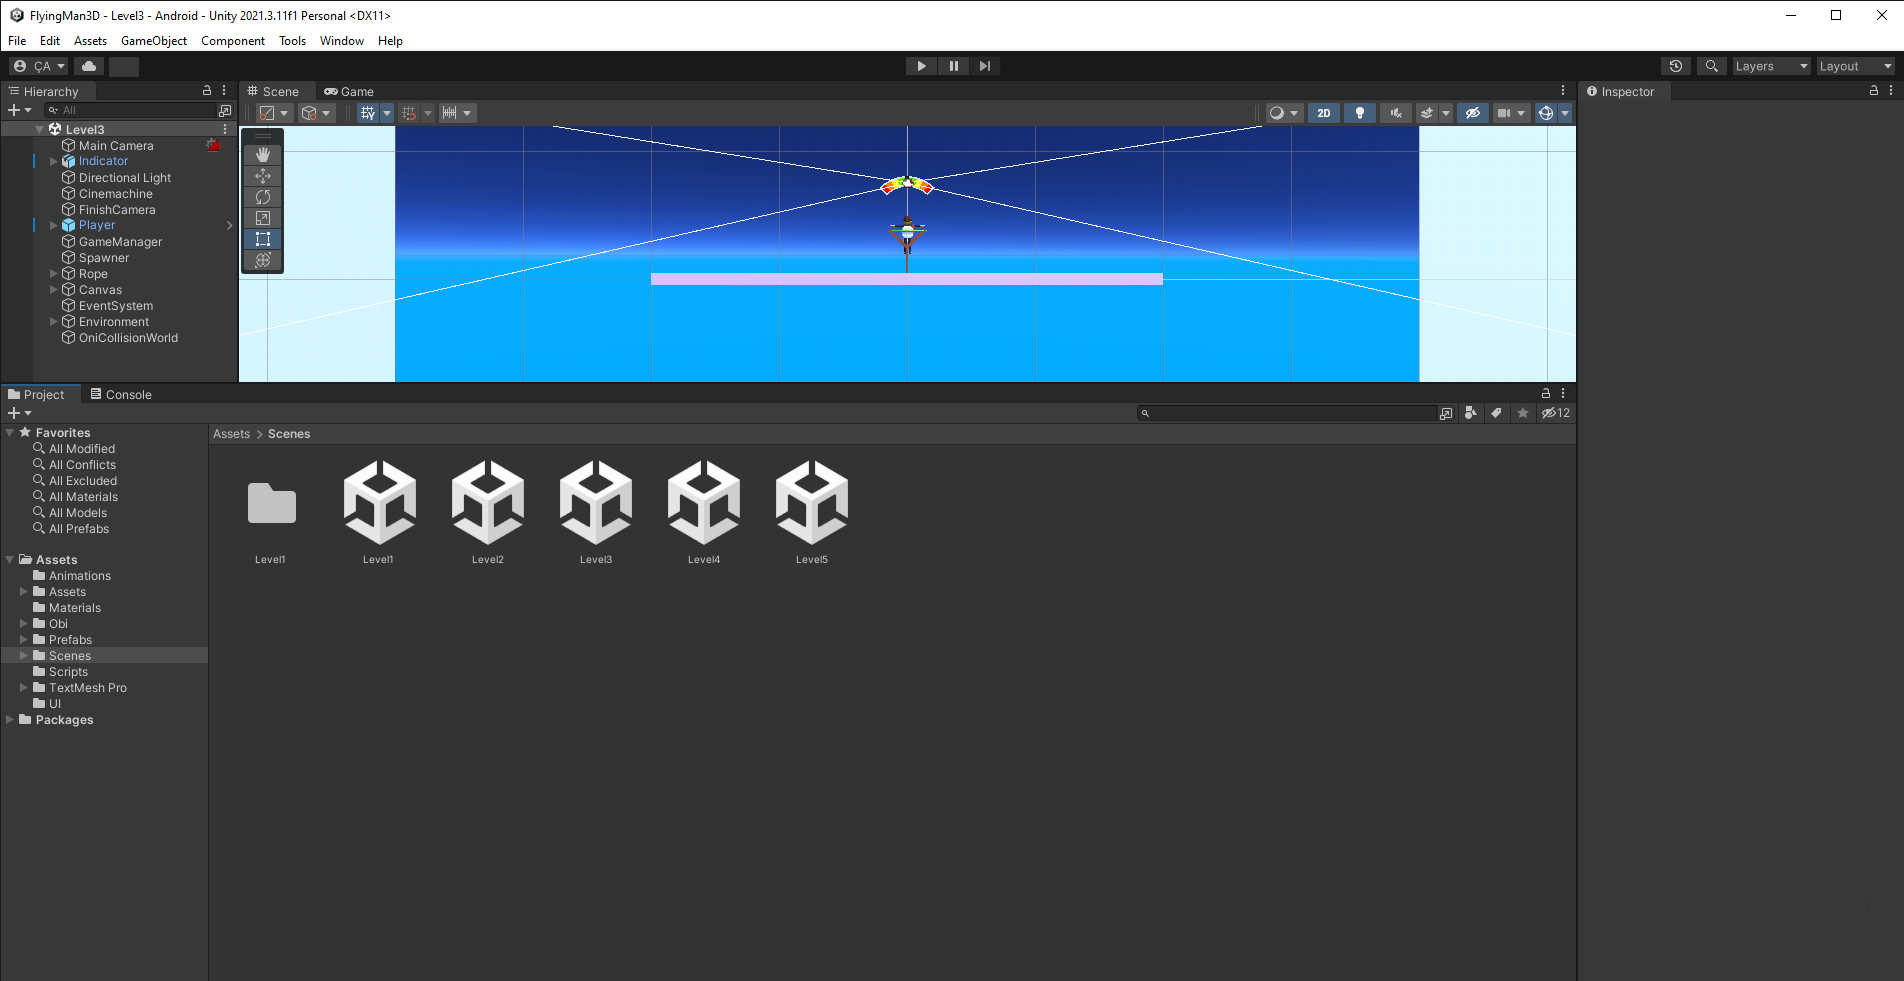 FlyingMan3D - Level3 - Android - Unity 2021.3.11f1 Personal <DX11>
File Edit Assets GameObject Component Tools Window Help
ÇA Layers Layout
Hierarchy
All
Level3
Main Camera
Indicator
Directional Light
Cinemachine
FinishCamera
Player
GameManager
Spawner
Rope
Canvas
EventSystem
Environment
OniCollisionWorld
Scene Game
2D
Inspector
Project Console
12
Favorites
All Modified
All Conflicts
All Excluded
All Materials
All Models
All Prefabs
Assets
Animations
Assets
Materials
Obi
Prefabs
Scenes
Scripts
TextMesh Pro
UI
Packages
Assets > Scenes
Level1 Level1 Level2 Level3 Level4 Level5